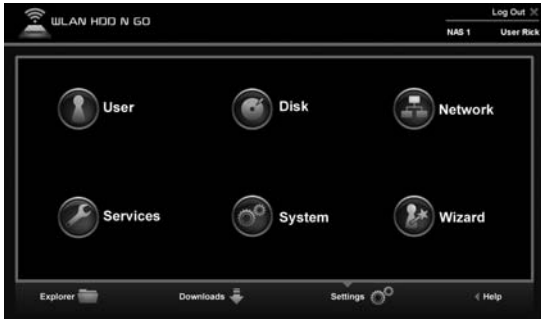 WLAN HDD N GO
Log Out
NAS 1 User Rick
User Disk Network
Services System Wizard
Explorer Downloads Settings Help